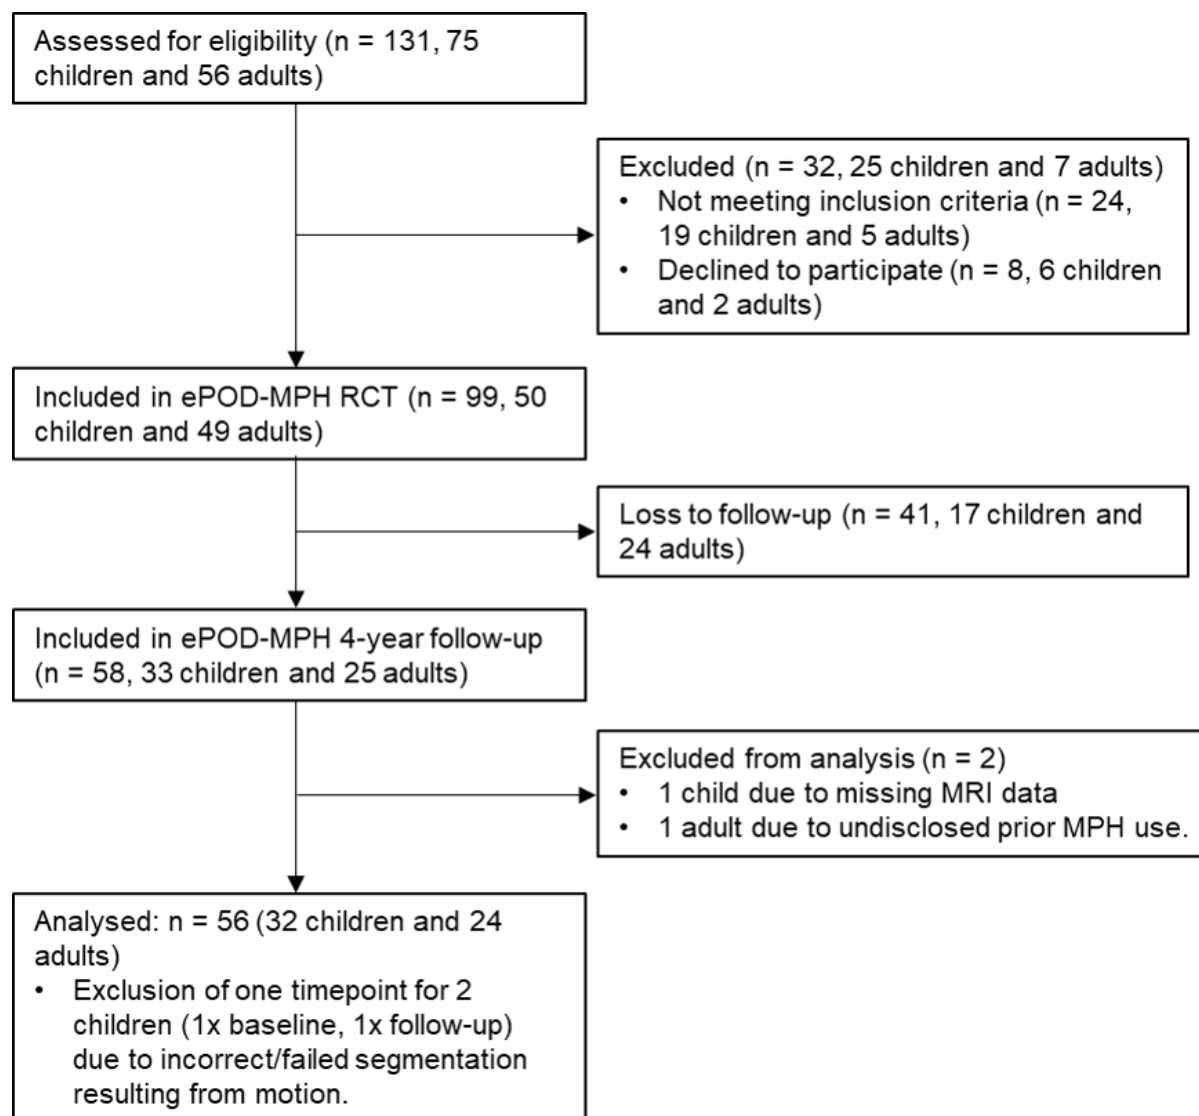 Assessed for eligibility (n = 131, 75
children and 56 adults)
Excluded (n = 32, 25 children and 7 adults)
• Not meeting inclusion criteria (n = 24,
19 children and 5 adults)
• Declined to participate (n = 8, 6 children
and 2 adults)
Included in ePOD-MPH RCT (n = 99, 50
children and 49 adults)
Loss to follow-up (n = 41, 17 children and
24 adults)
Included in ePOD-MPH 4-year follow-up
(n = 58, 33 children and 25 adults)
Excluded from analysis (n = 2)
• 1 child due to missing MRI data
• 1 adult due to undisclosed prior MPH use.
Analysed: n = 56 (32 children and 24
adults)
• Exclusion of one timepoint for 2
children (1x baseline, 1x follow-up)
due to incorrect/failed segmentation
resulting from motion.